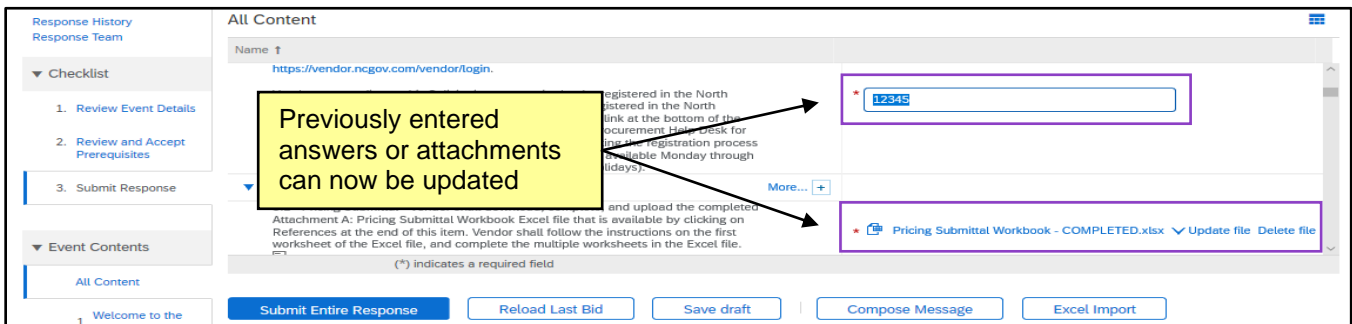 Response History
Response Team
▼ Checklist
1. Review Event Details
2. Review and Accept
Prerequisites
3. Submit Response
▼ Event Contents
All Content
1 Welcome to the
All Content
Name ↑
https://vendor.ncgov.com/vendor/login.
egistered in the North
gistered in the North
link at the bottom of the
ocurement Help Desk for
ing the registration process
available Monday through
lidays).
Previously entered
answers or attachments
can now be updated
* 12345
More... +
and upload the completed
Attachment A: Pricing Submittal Workbook Excel file that is available by clicking on
References at the end of this item. Vendor shall follow the instructions on the first
worksheet of the Excel file, and complete the multiple worksheets in the Excel file.
* Pricing Submittal Workbook - COMPLETED.xlsx Update file Delete file
(*) indicates a required field
Submit Entire Response
Reload Last Bid
Save draft
Compose Message
Excel Import